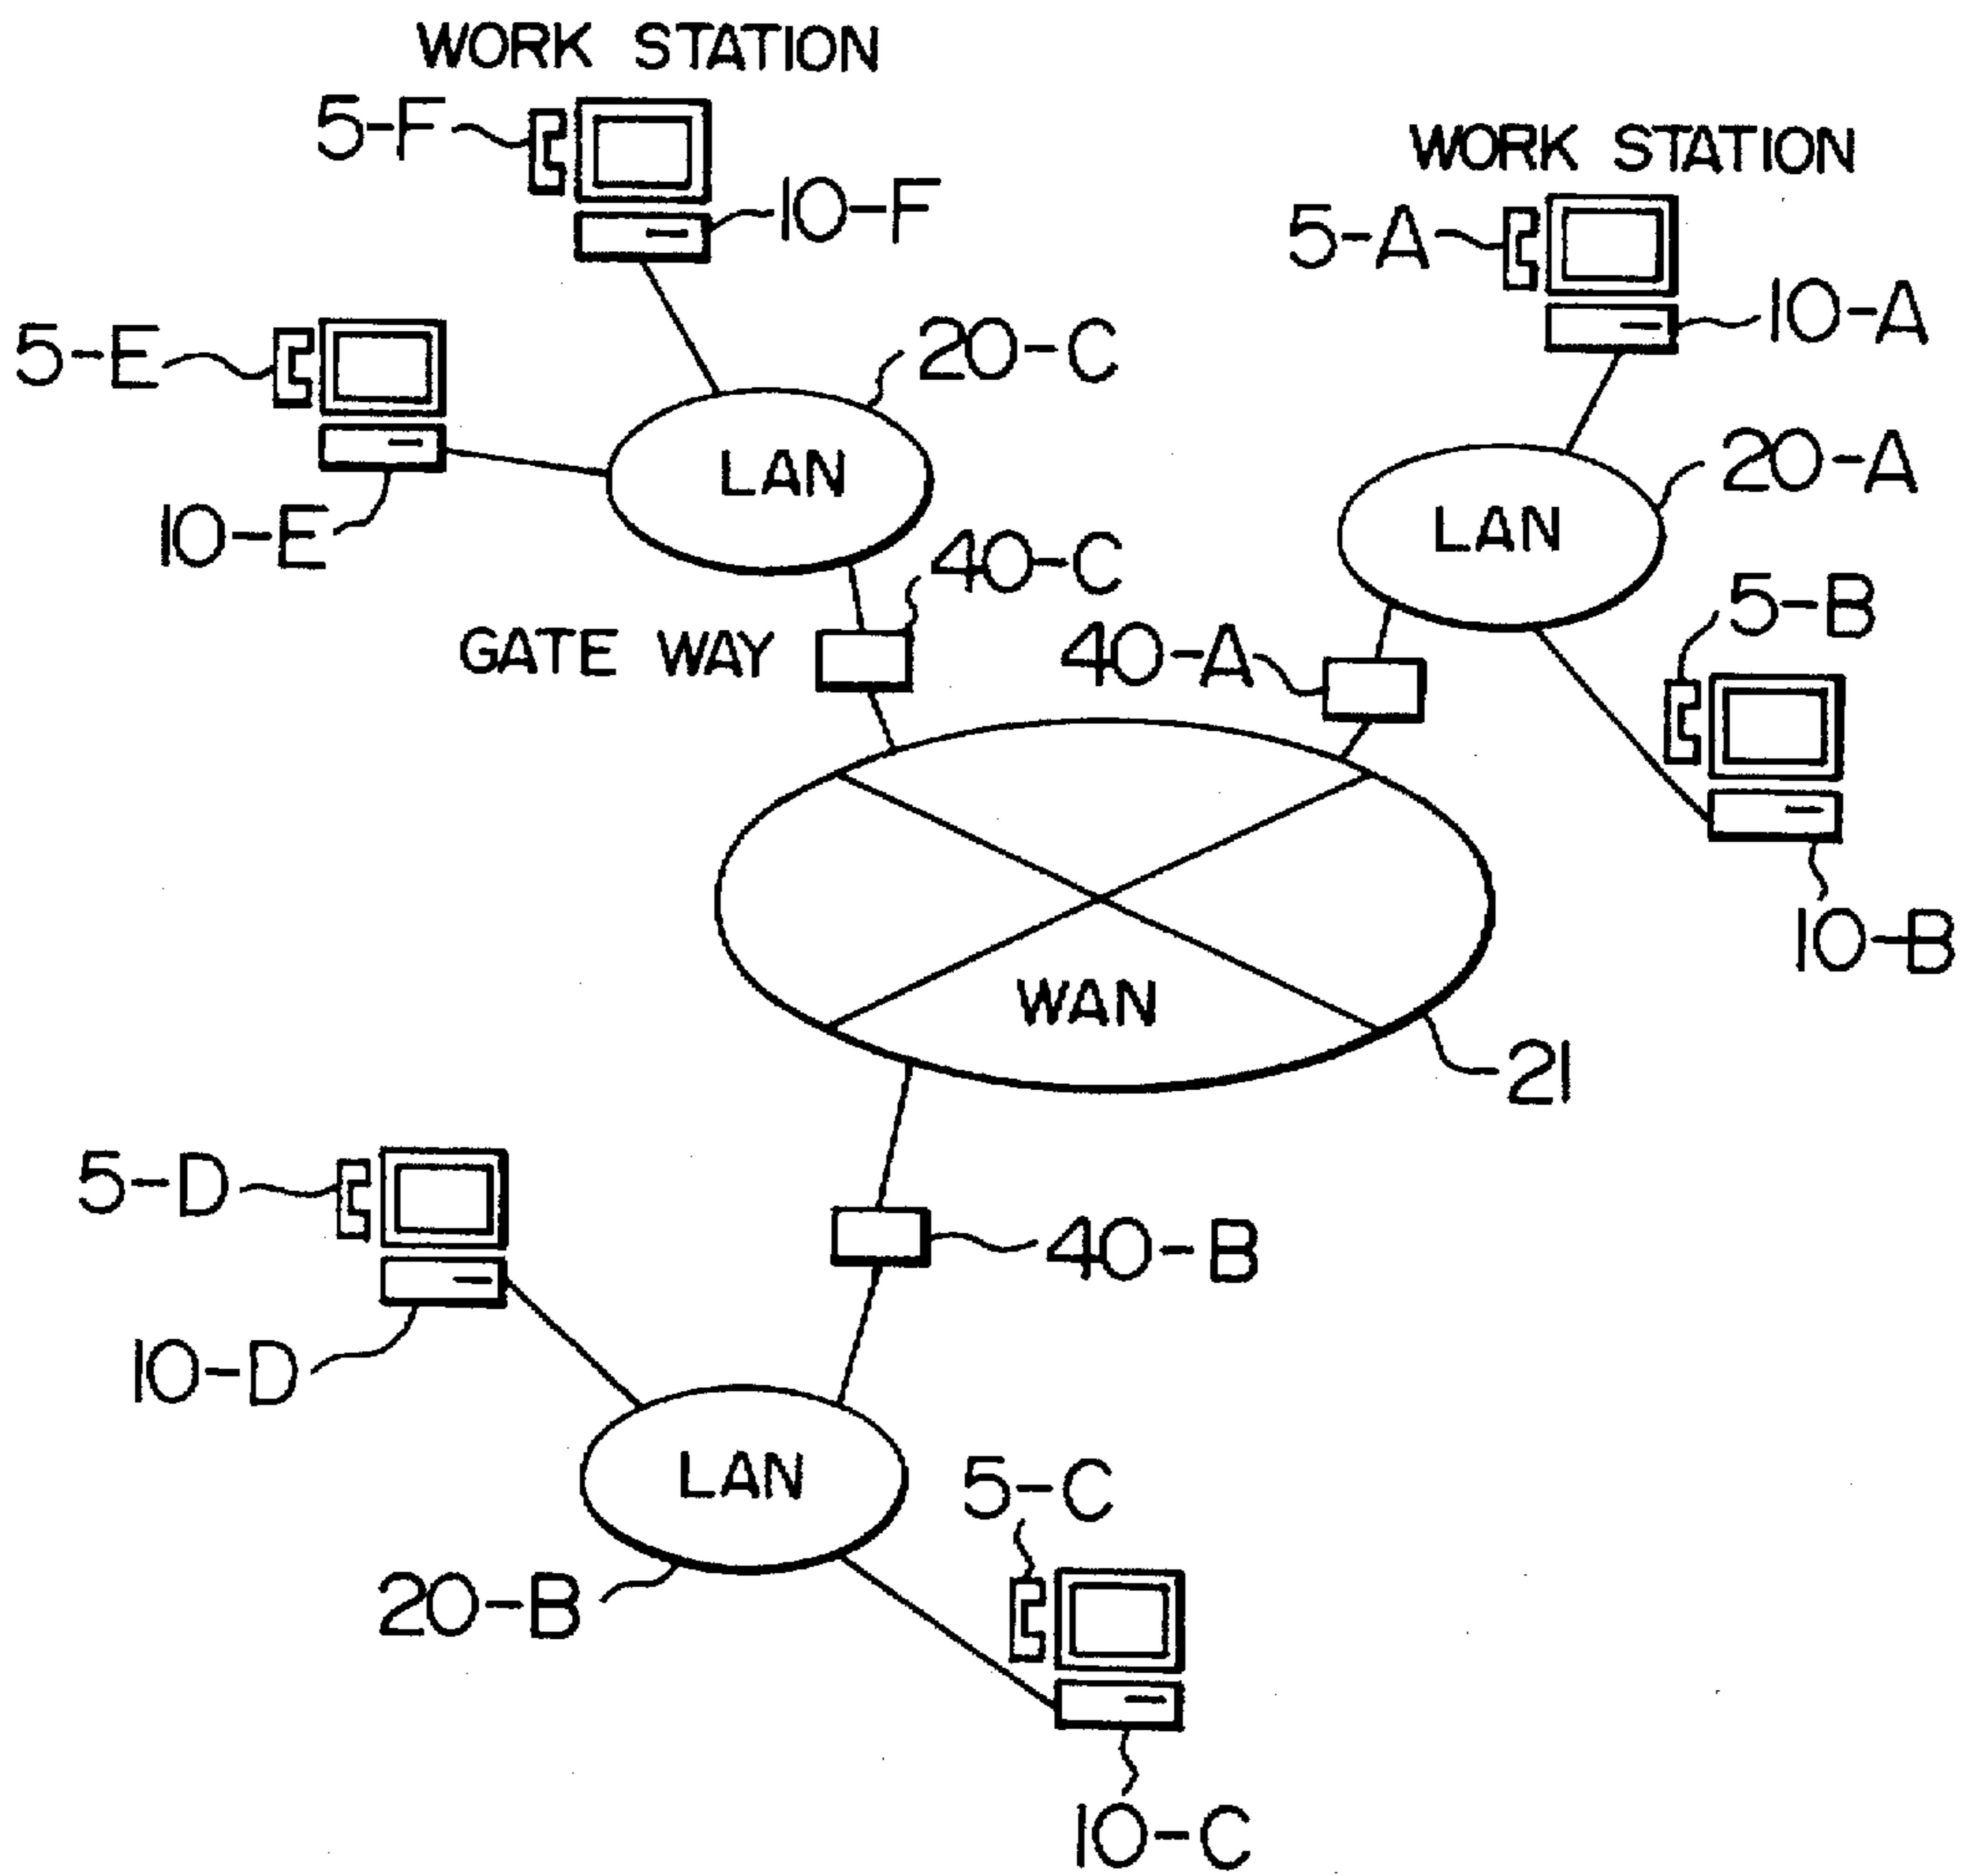 WORK STATION
5-F
10-F
WORK STATION
5-A
10-A
5-E
10-E
20-C
LAN
20-A
LAN
40-C
GATE WAY
40-A
5-B
10-B
WAN
21
5-D
10-D
40-B
LAN
20-B
5-C
10-C